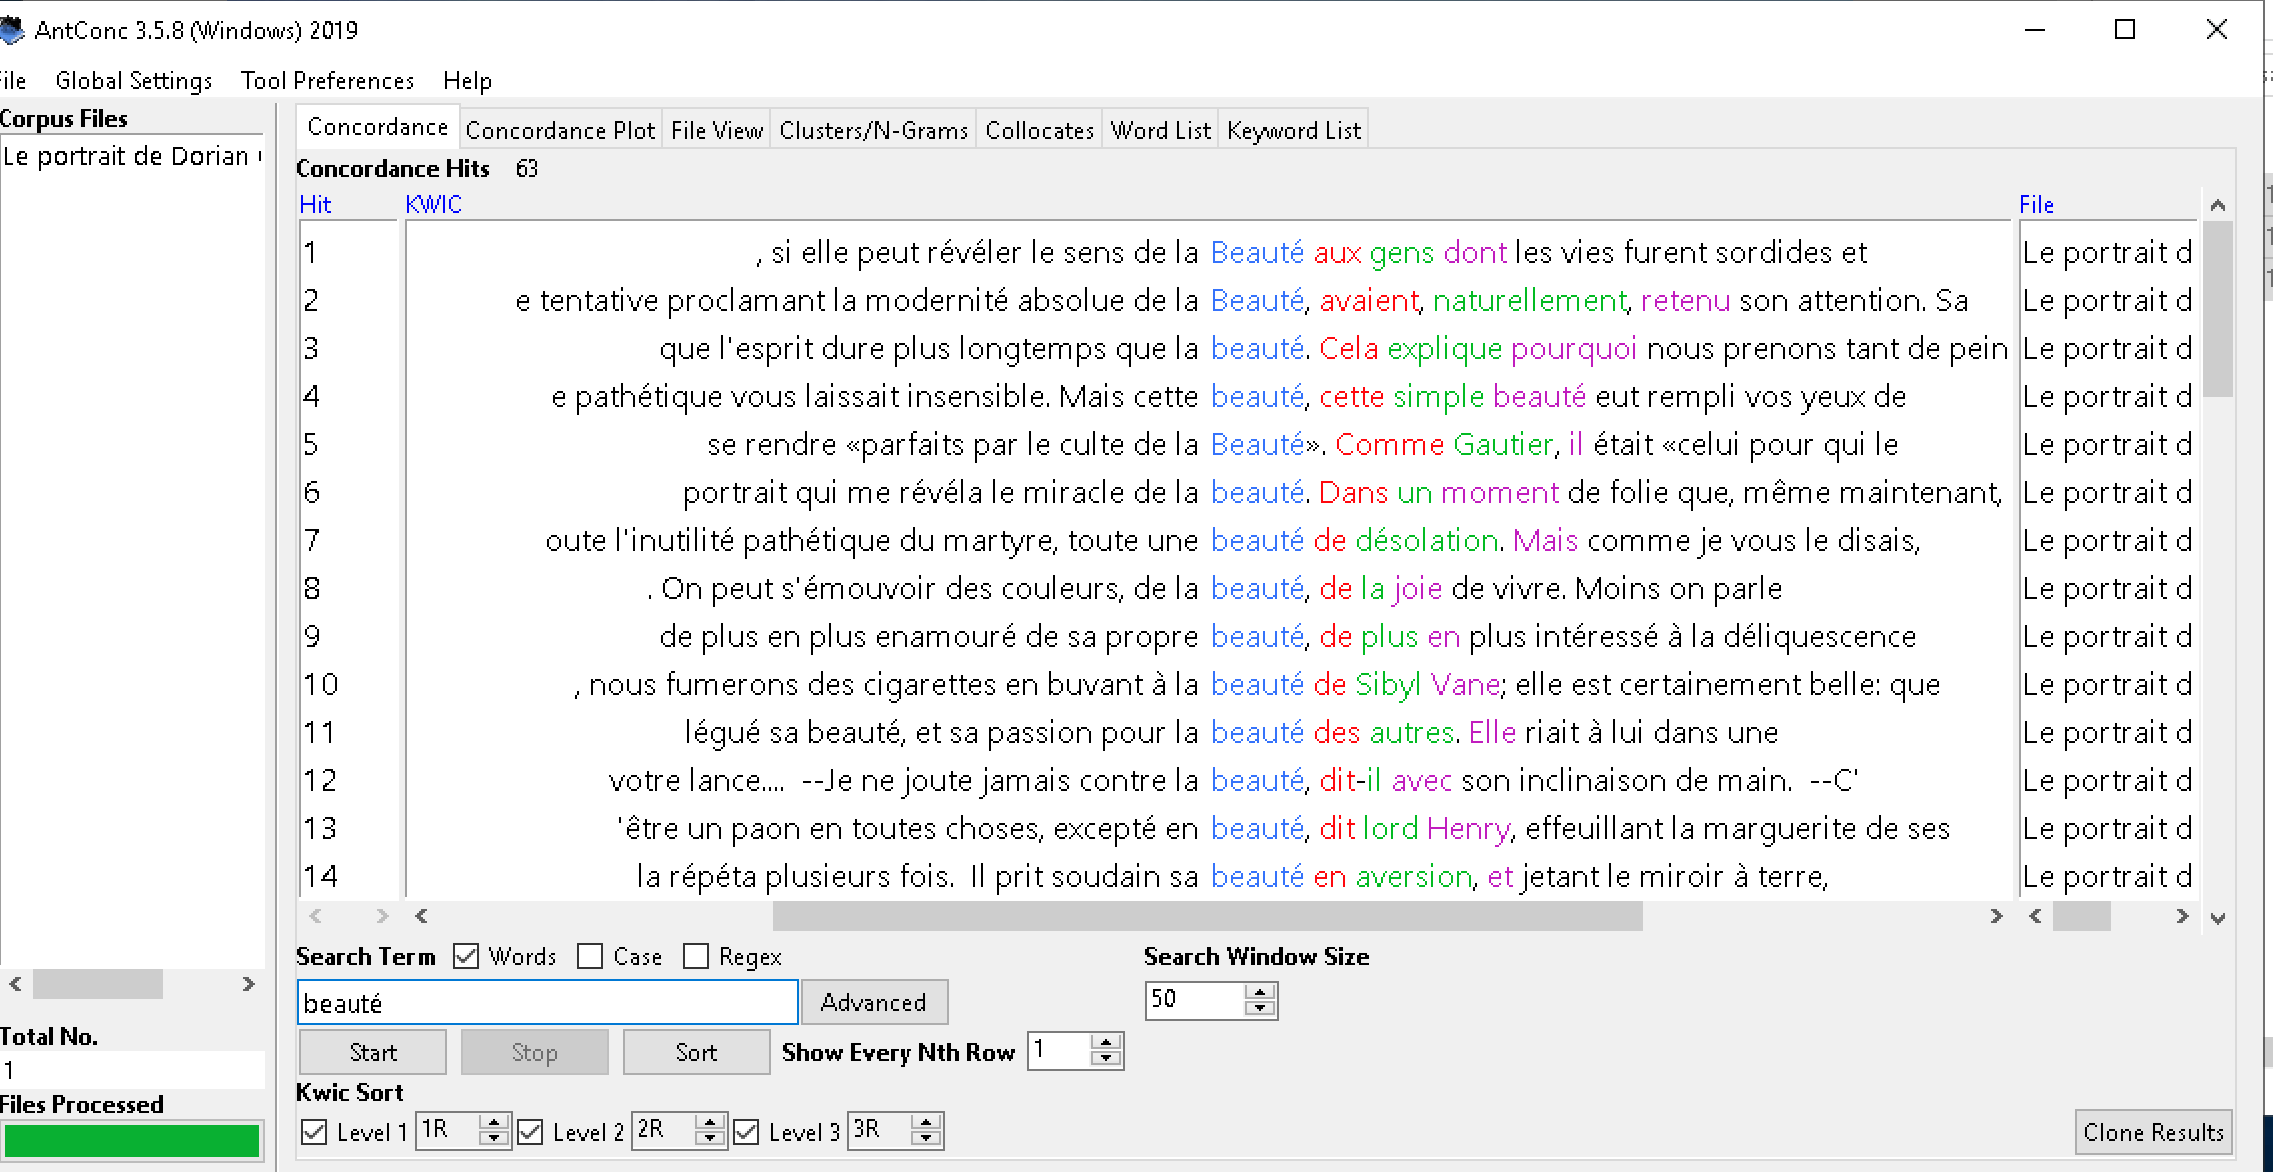 AntConc 3.5.8 (Windows) 2019
File Global Settings Tool Preferences Help
Corpus Files
Le portrait de Dorian
Concordance Concordance Plot File View Clusters/N-Grams Collocates Word List Keyword List
Concordance Hits 63
Hit KWIC File
1 , si elle peut révéler le sens de la Beauté aux gens dont les vies furent sordides et Le portrait d
2 e tentative proclamant la modernité absolue de la Beauté, avaient, naturellement, retenu son attention. Sa Le portrait d
3 que l'esprit dure plus longtemps que la beauté. Cela explique pourquoi nous prenons tant de pein Le portrait d
4 e pathétique vous laissait insensible. Mais cette beauté, cette simple beauté eut rempli vos yeux de Le portrait d
5 se rendre «parfaits par le culte de la Beauté». Comme Gautier, il était «celui pour qui le Le portrait d
6 portrait qui me révéla le miracle de la beauté. Dans un moment de folie que, même maintenant, Le portrait d
7 oute l'inutilité pathétique du martyre, toute une beauté de désolation. Mais comme je vous le disais, Le portrait d
8 . On peut s'émouvoir des couleurs, de la beauté, de la joie de vivre. Moins on parle Le portrait d
9 de plus en plus enamouré de sa propre beauté, de plus en plus intéressé à la déliquescence Le portrait d
10 , nous fumerons des cigarettes en buvant à la beauté de Sibyl Vane; elle est certainement belle: que Le portrait d
11 légué sa beauté, et sa passion pour la beauté des autres. Elle riait à lui dans une Le portrait d
12 votre lance.... --Je ne joute jamais contre la beauté, dit-il avec son inclinaison de main. --C' Le portrait d
13 'être un paon en toutes choses, excepté en beauté, dit lord Henry, effeuillant la marguerite de ses Le portrait d
14 la répéta plusieurs fois. Il prit soudain sa beauté en aversion, et jetant le miroir à terre, Le portrait d
Search Term Words Case Regex Search Window Size
beauté Advanced 50
Total No.
1
Start Stop Sort Show Every Nth Row 1
Files Processed
Kwic Sort
Level 1 1R Level 2 2R Level 3 3R Clone Results